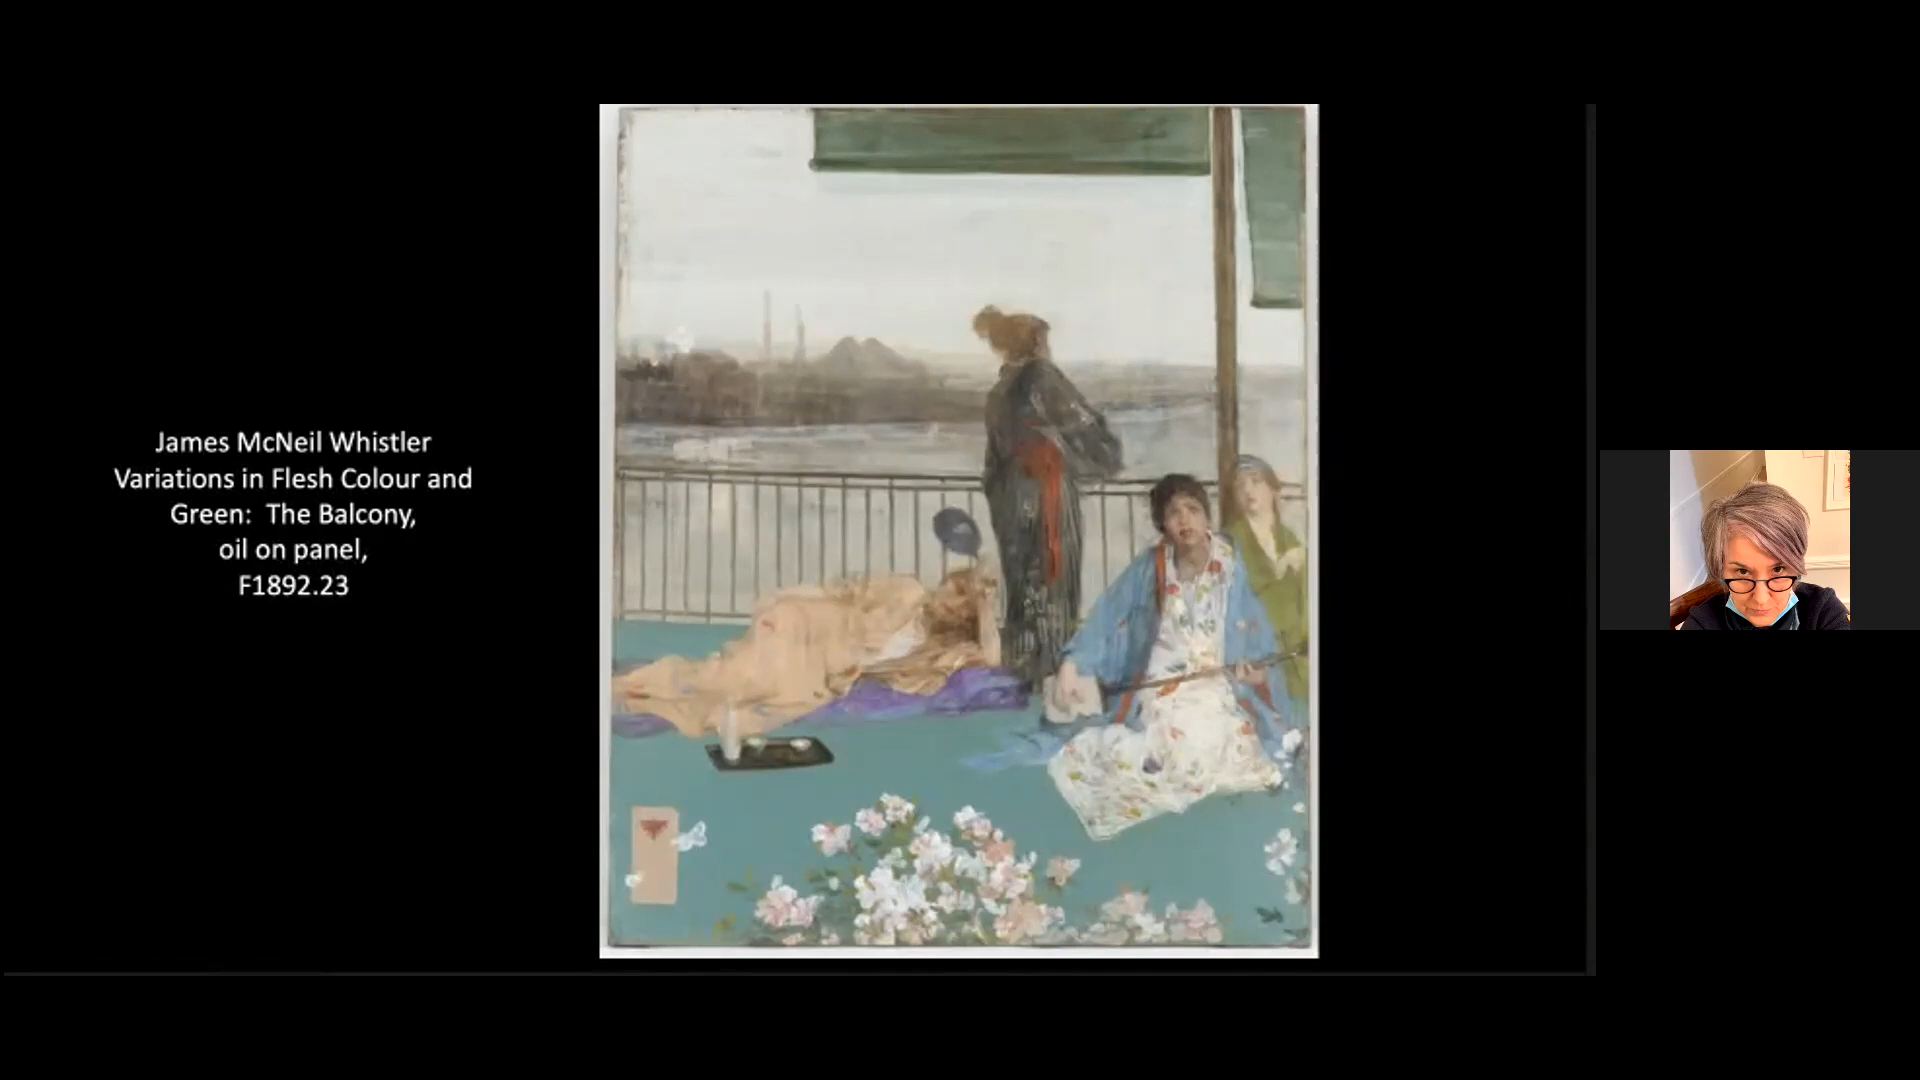 James McNeil Whistler
Variations in Flesh Colour and
Green:  The Balcony,
oil on panel,
F1892.23